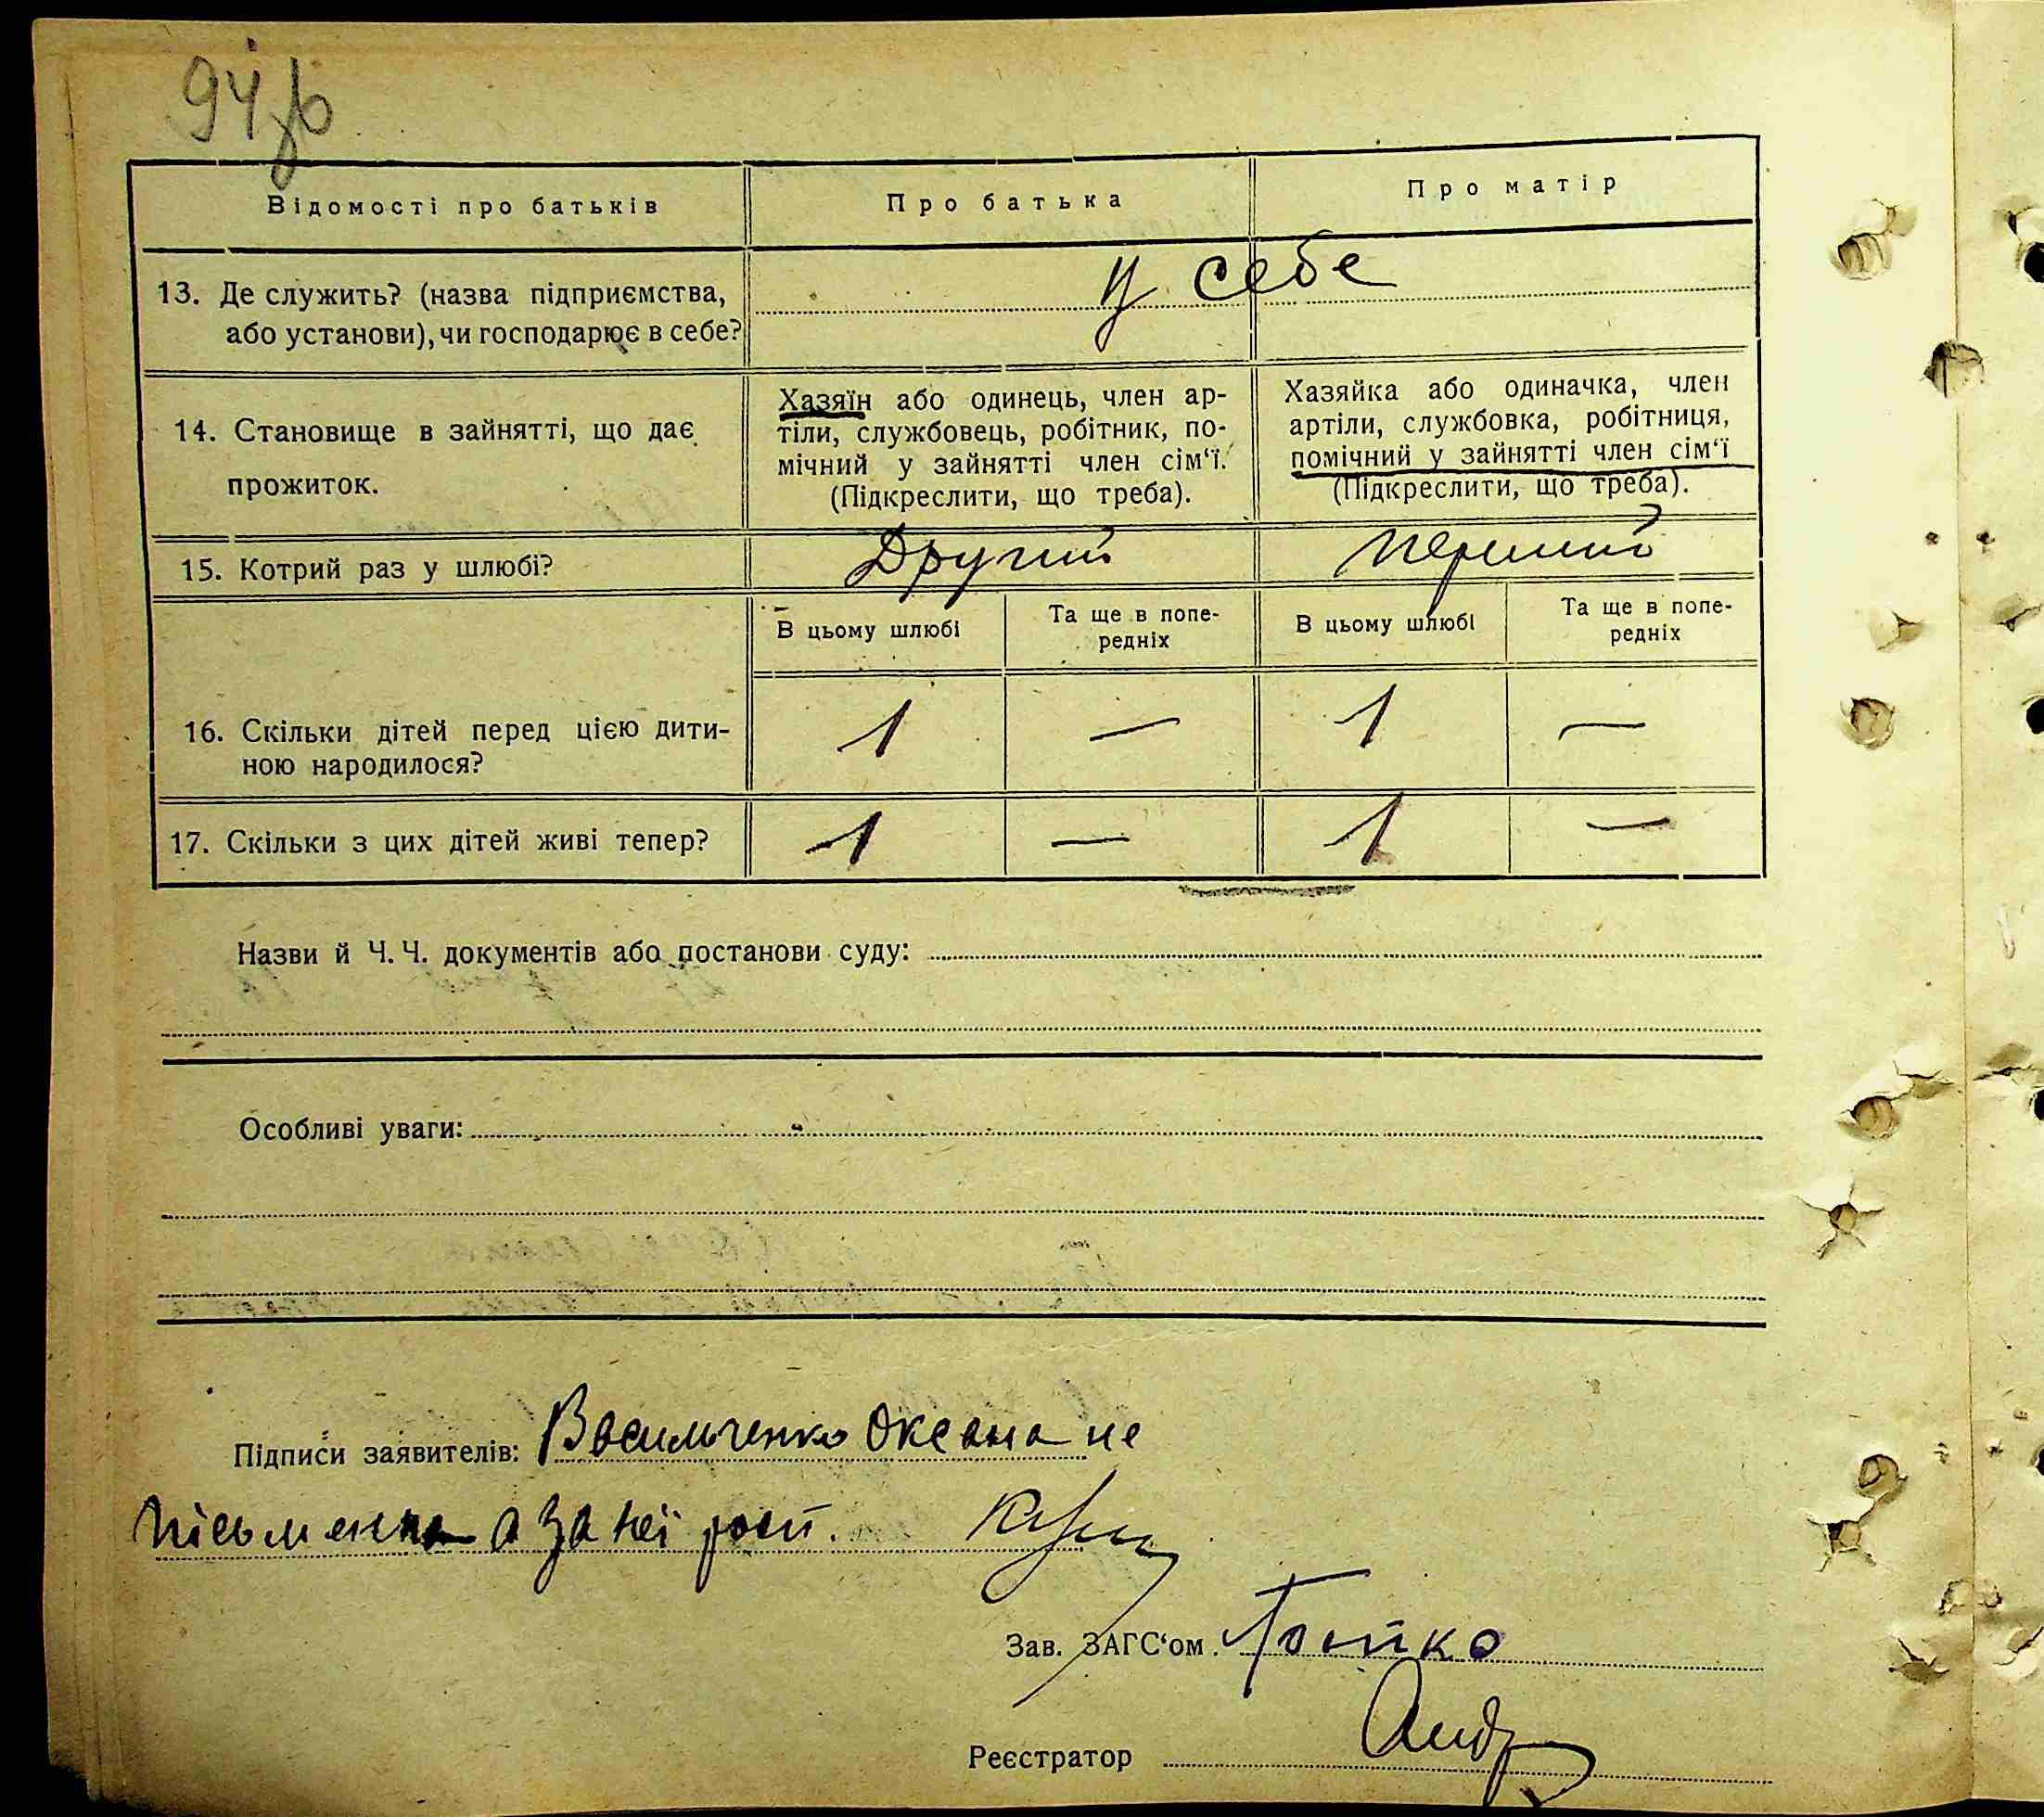 94зв
Відомості про батьків
Про батька
Про матір
13. Де служить? (назва підприємства,
або установи), чи господарює в себе?
у себе
14. Становище в зайнятті, що дає
прожиток.
Хазяїн або одинець, член ар-
тіли, службовець, робітник, по-
мічний у зайнятті член сім'ї.
(Підкреслити, що треба).
Хазяйка або одиначка, член
артіли, службовка, робітниця,
помічний у зайнятті член сім'ї
(Підкреслити, що треба).
15. Котрий раз у шлюбі?
Другий
перший
В цьому шлюбі
Та ще в попе-
редніх
В цьому шлюбі
Та ще в попе-
редніх
16. Скільки дітей перед цією дити-
ною народилося?
1 — 1 —
17. Скільки з цих дітей живі тепер?
1 — 1 —
Назви й Ч. Ч. документів або постанови суду:
Особливі уваги:
Підписи заявителів: Васильченко Оксана не
письменна а за неї росп.
Зав. ЗАГС'ом
Реєстратор